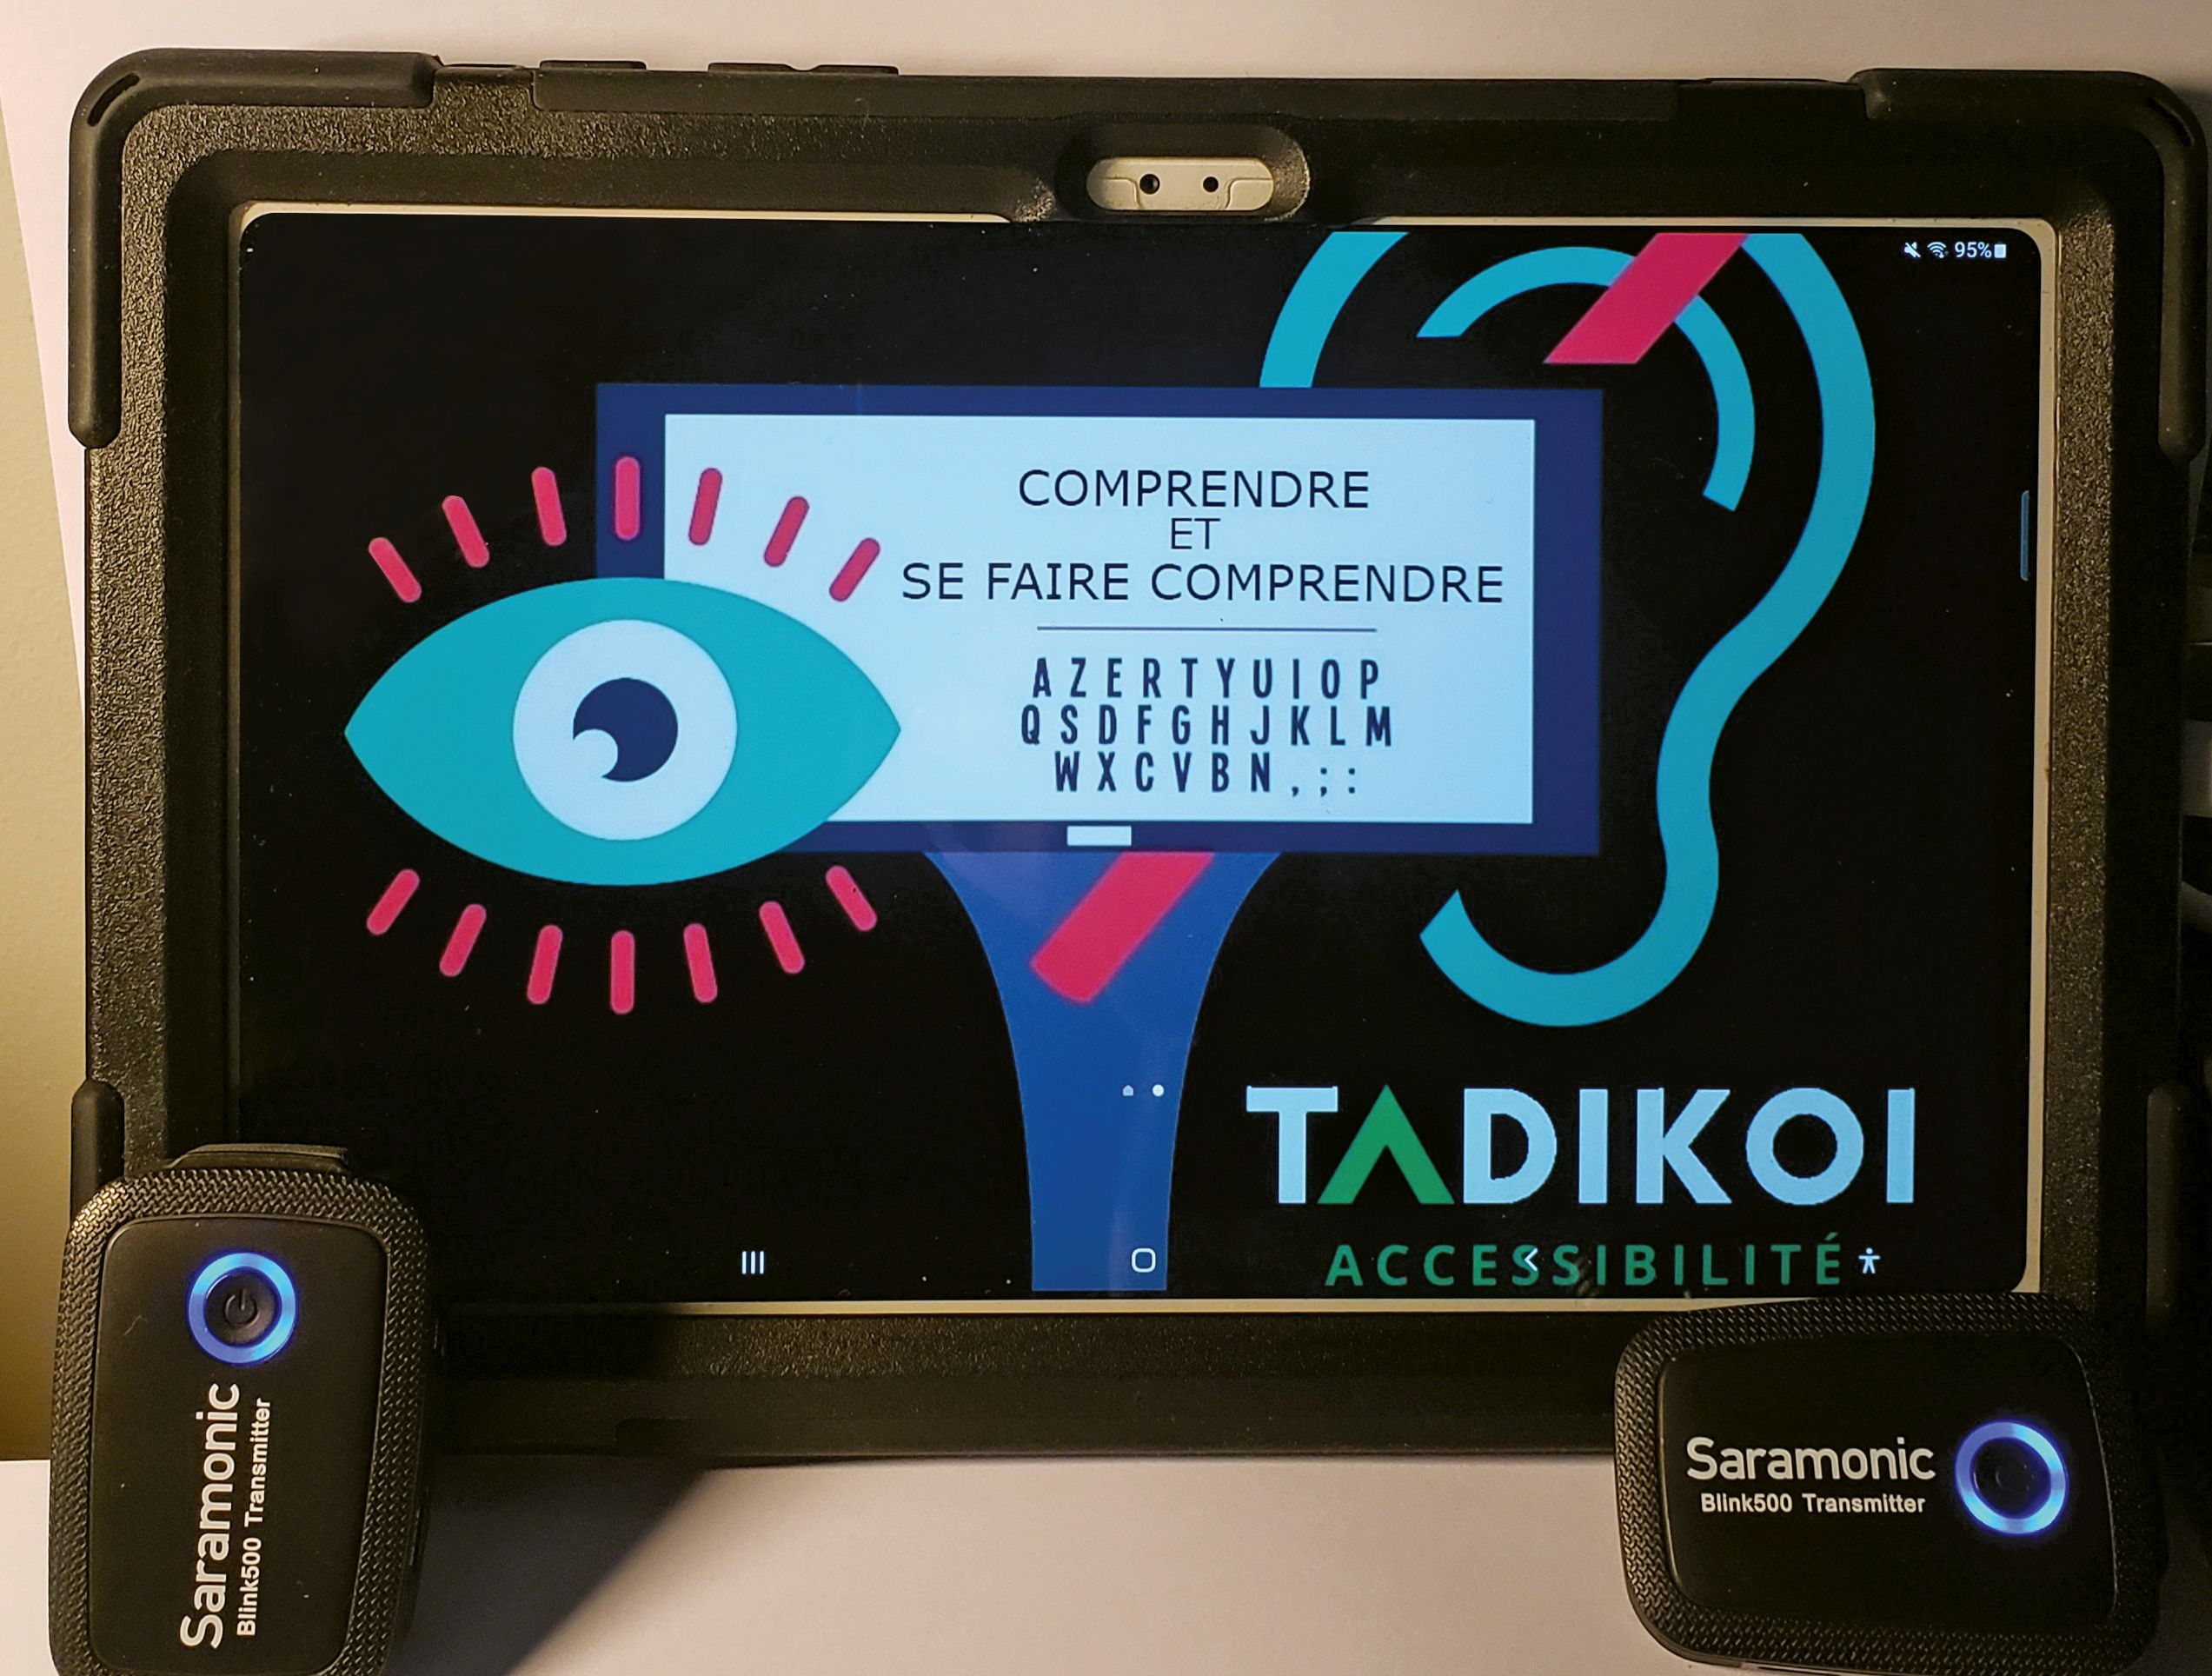 95%
COMPRENDRE
ET
SE FAIRE COMPRENDRE
A Z E R T Y U I O P
Q S D F G H J K L M
W X C V B N , ; :
TADIKOI
ACCESSIBILITÉ
Saramonic
Blink500 Transmitter
Saramonic
Blink500 Transmitter